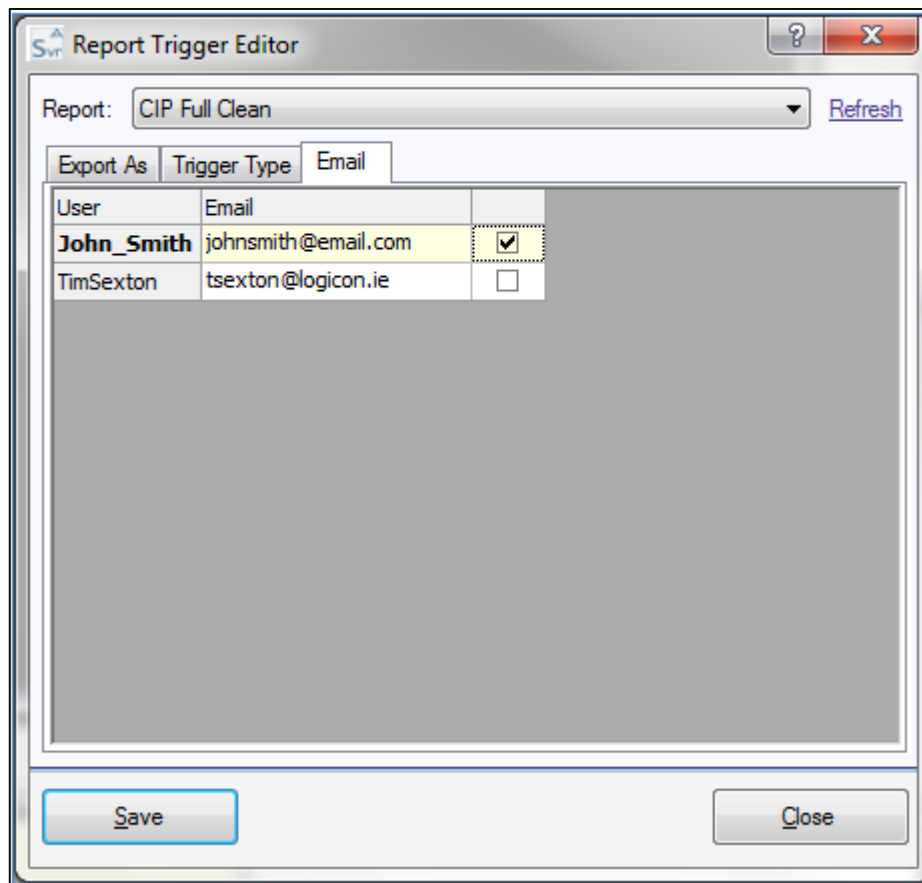 Svr A Report Trigger Editor ?
Report: CIP Full Clean Refresh
Export As Trigger Type Email
User Email
John_Smith johnsmith@email.com
TimSexton tsexton@logicon.ie
Save Close